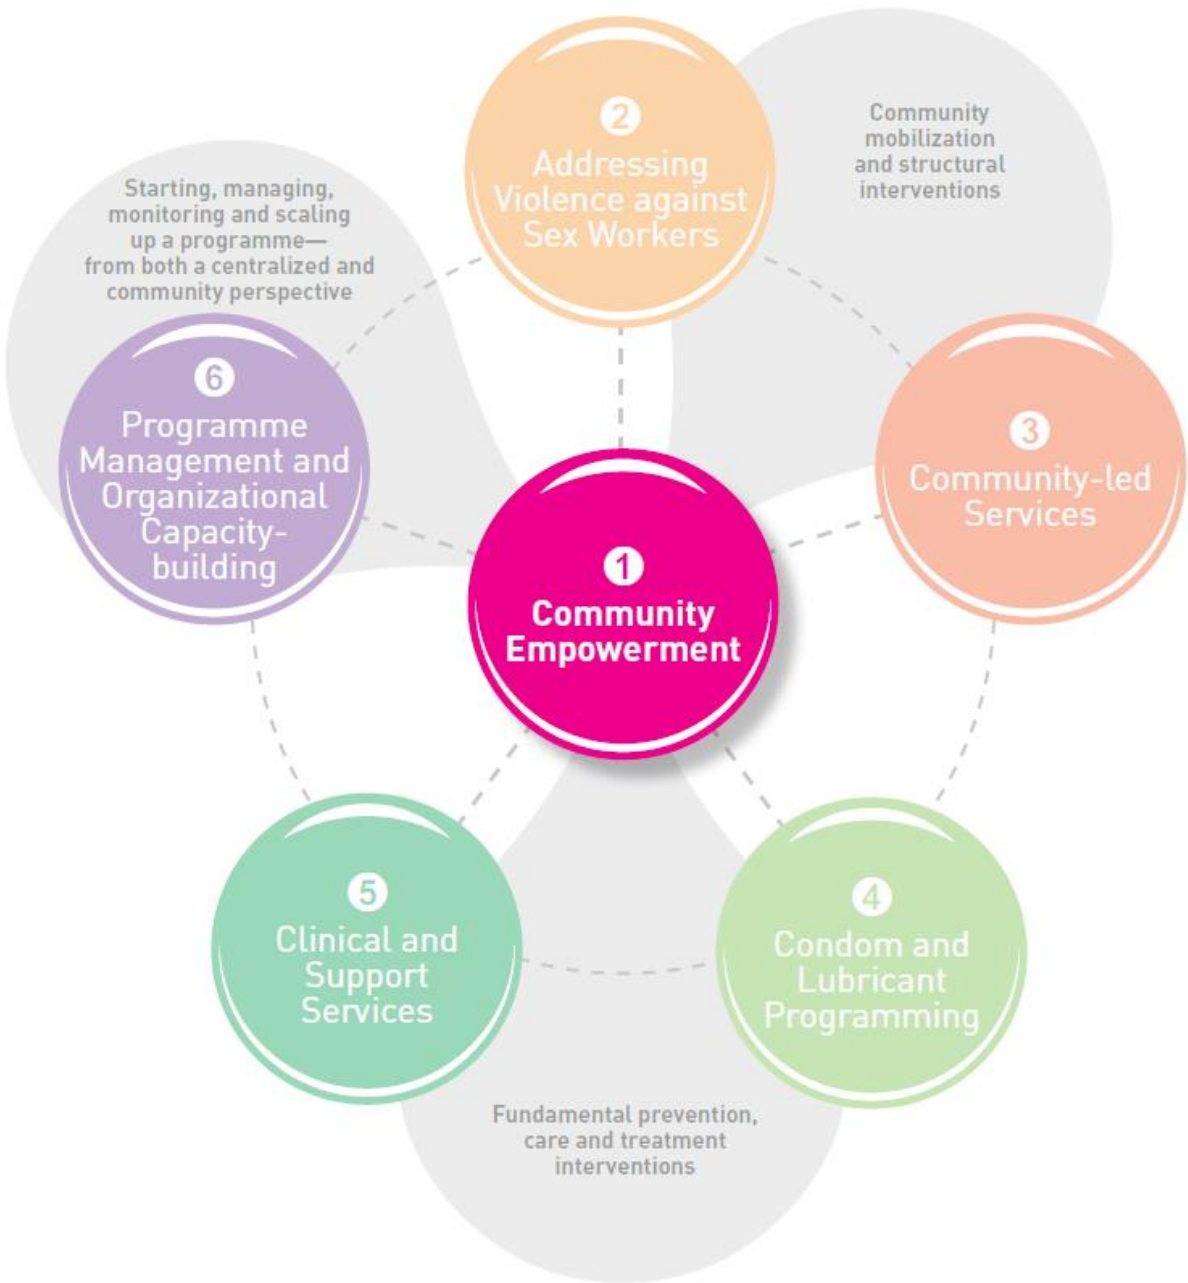 2
Addressing
Violence against
Sex Workers
Community
mobilization
and structural
interventions
Starting, managing,
monitoring and scaling
up a programme—
from both a centralized and
community perspective
6
Programme
Management and
Organizational
Capacity-
building
3
Community-led
Services
1
Community
Empowerment
5
Clinical and
Support
Services
4
Condom and
Lubricant
Programming
Fundamental prevention,
care and treatment
interventions